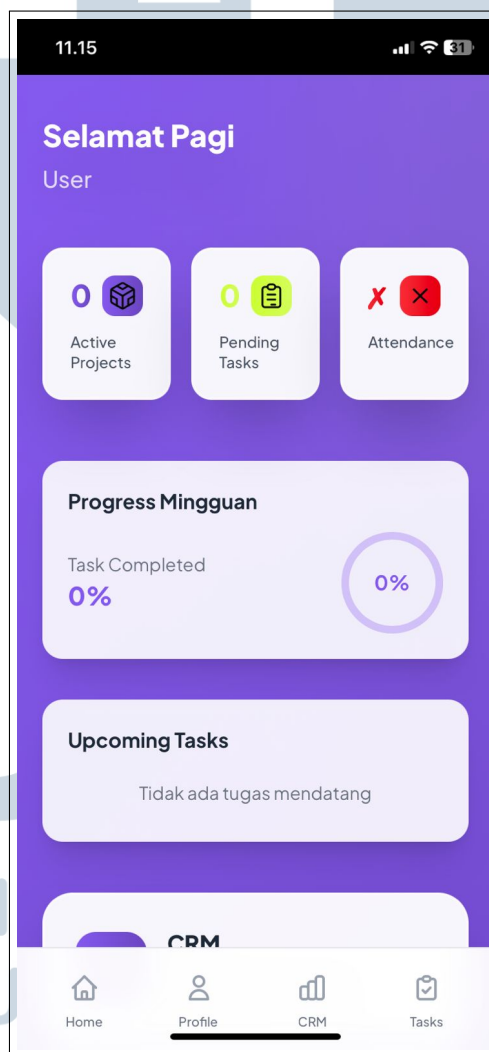 11.15
31
Selamat Pagi
User
0
Active
Projects
0
Pending
Tasks
✗
Attendance
Progress Mingguan
Task Completed
0%
0%
Upcoming Tasks
Tidak ada tugas mendatang
CRM
Home
Profile
CRM
Tasks